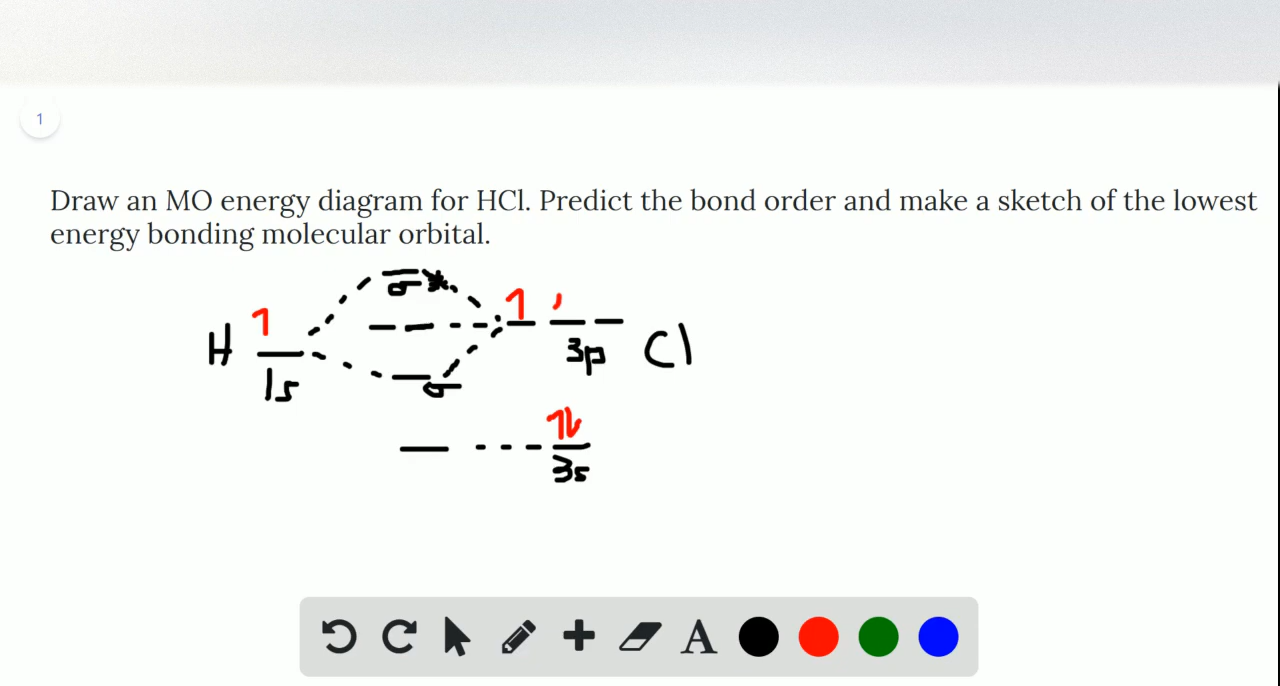 1
Draw an MO energy diagram for HCl. Predict the bond order and make a sketch of the lowest
energy bonding molecular orbital.
σ*
H 1s 3p Cl
σ
3s
A